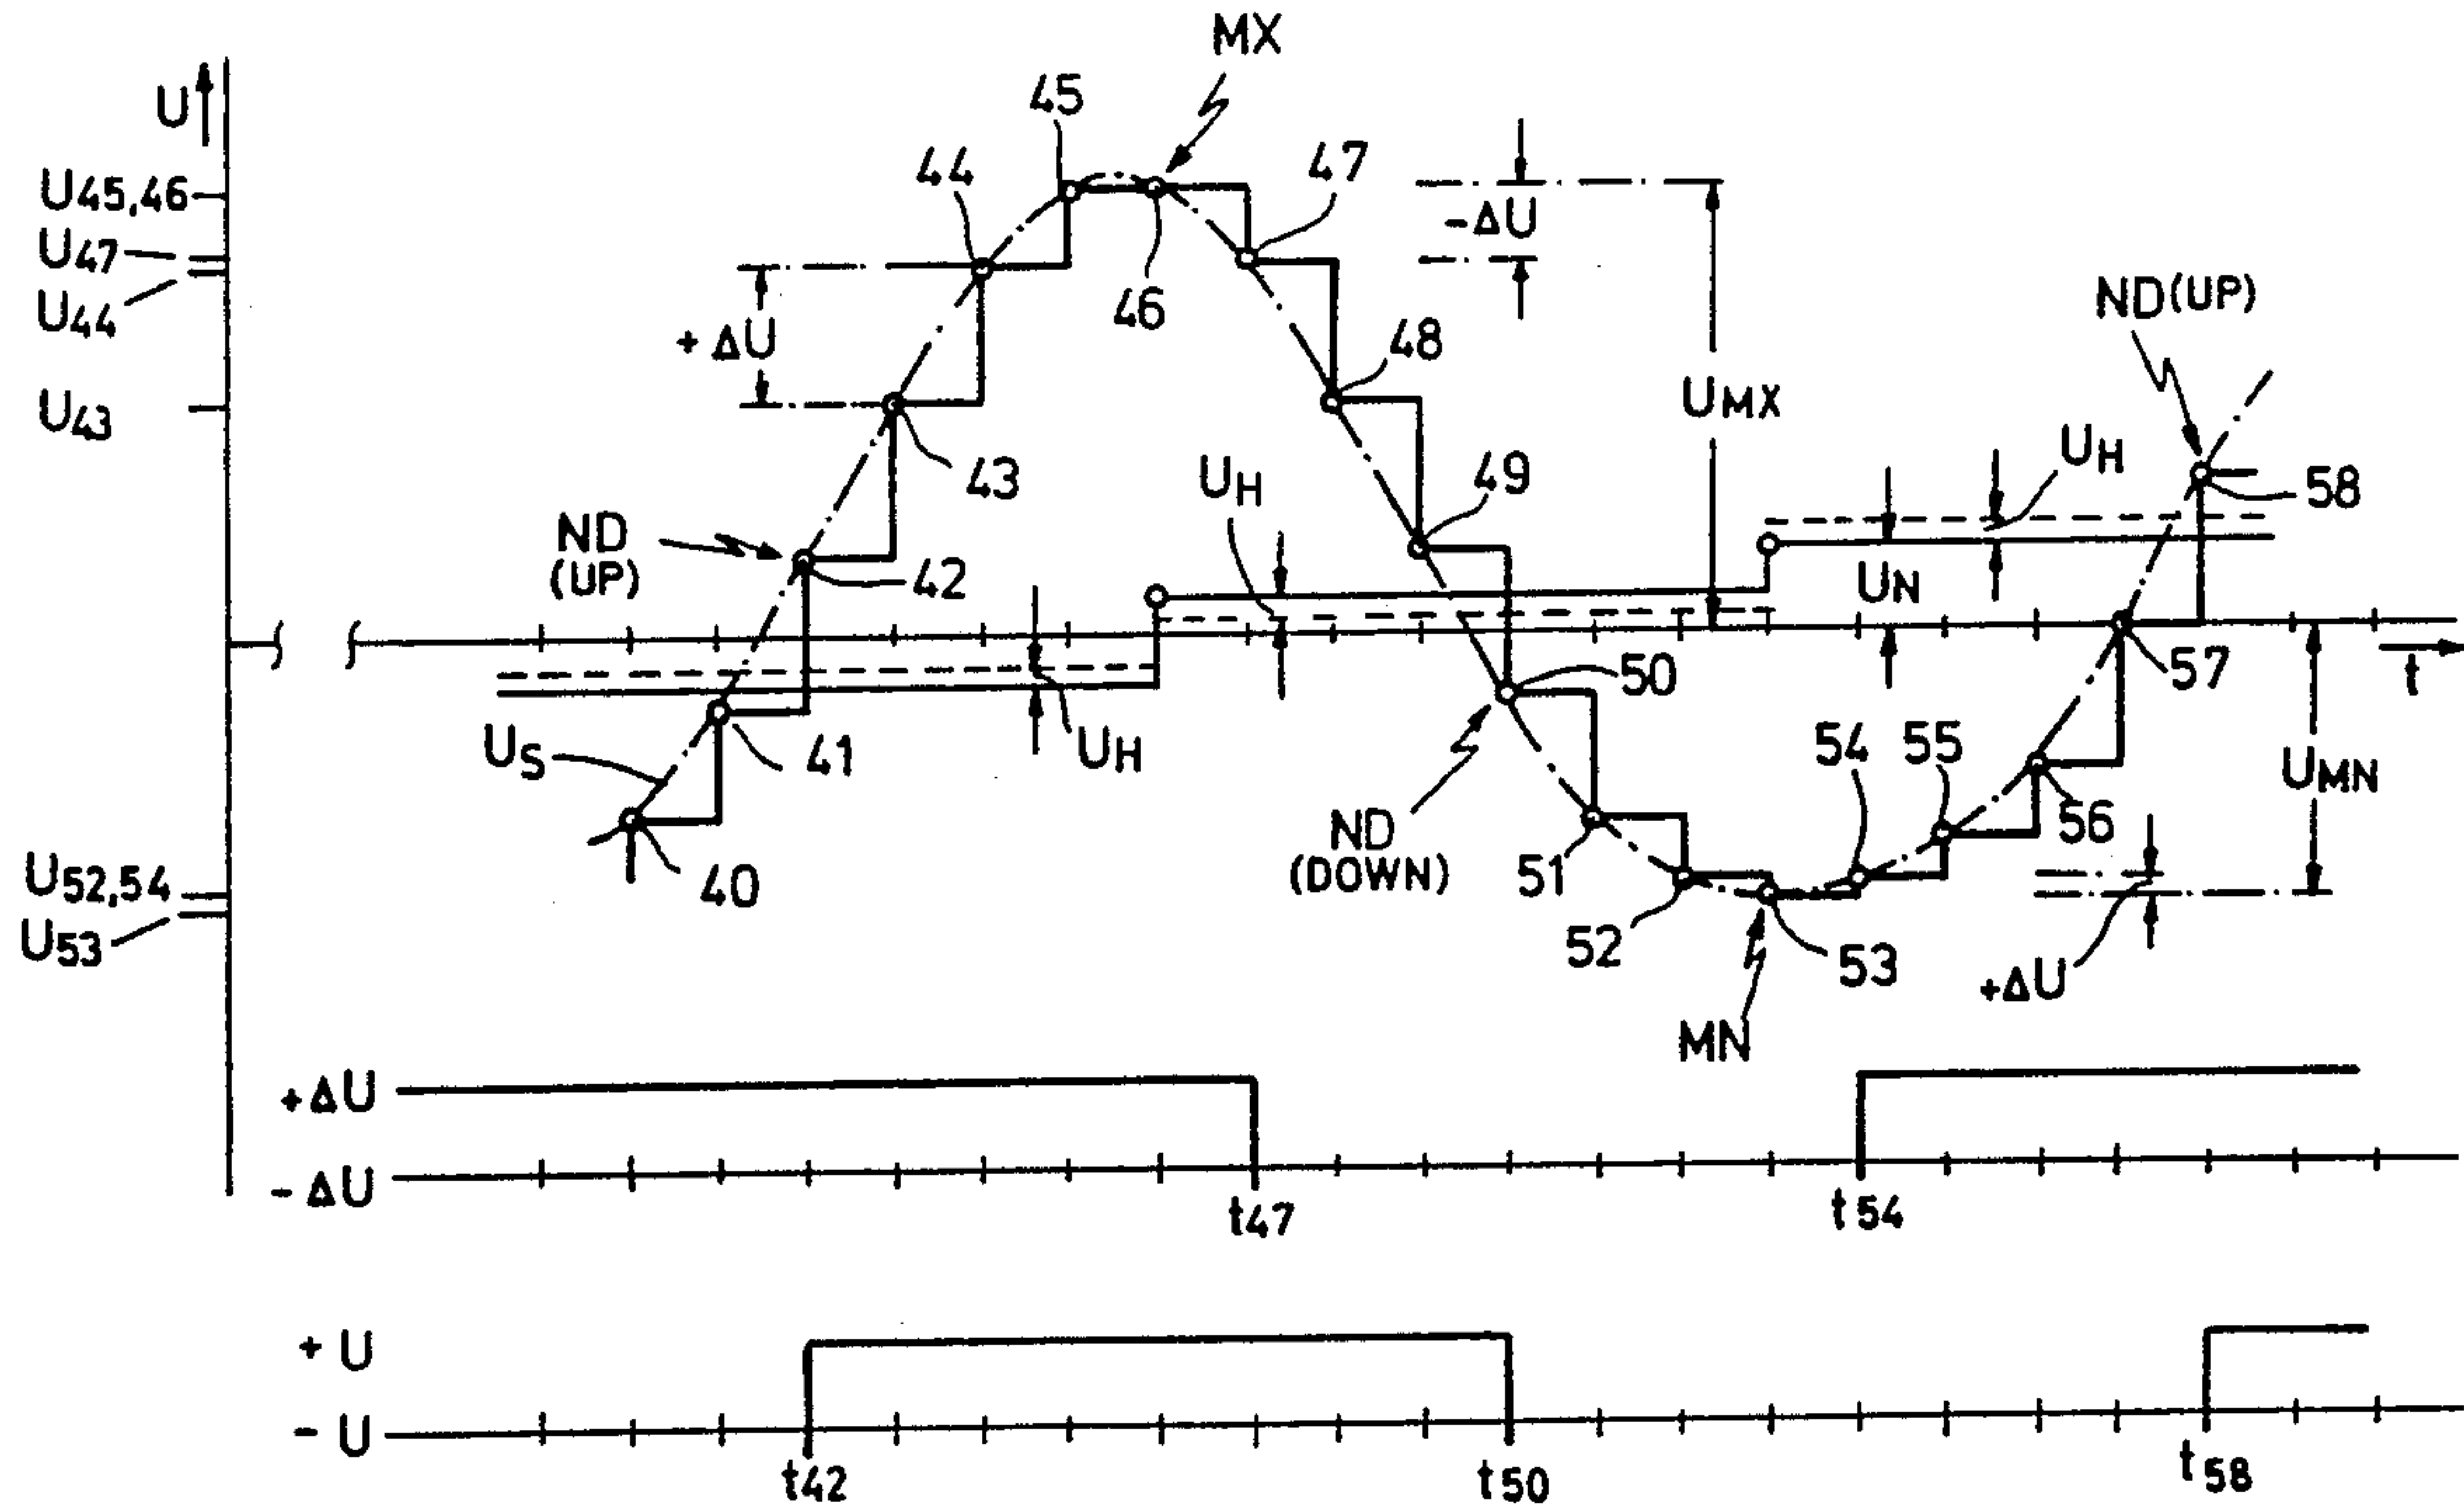 MX
45
U
44
47
U45,46
-ΔU
U47
U44
46
ND (UP)
+ΔU
48
UMX
U43
UH
43
UH
49
58
ND
(UP)
42
UN
50
57
t
US
41
UH
54
55
UMN
ND
(DOWN)
56
40
51
U52,54
U53
52
53
+ΔU
MN
+ΔU
-ΔU
t47
t54
+U
-U
t42
t50
t58